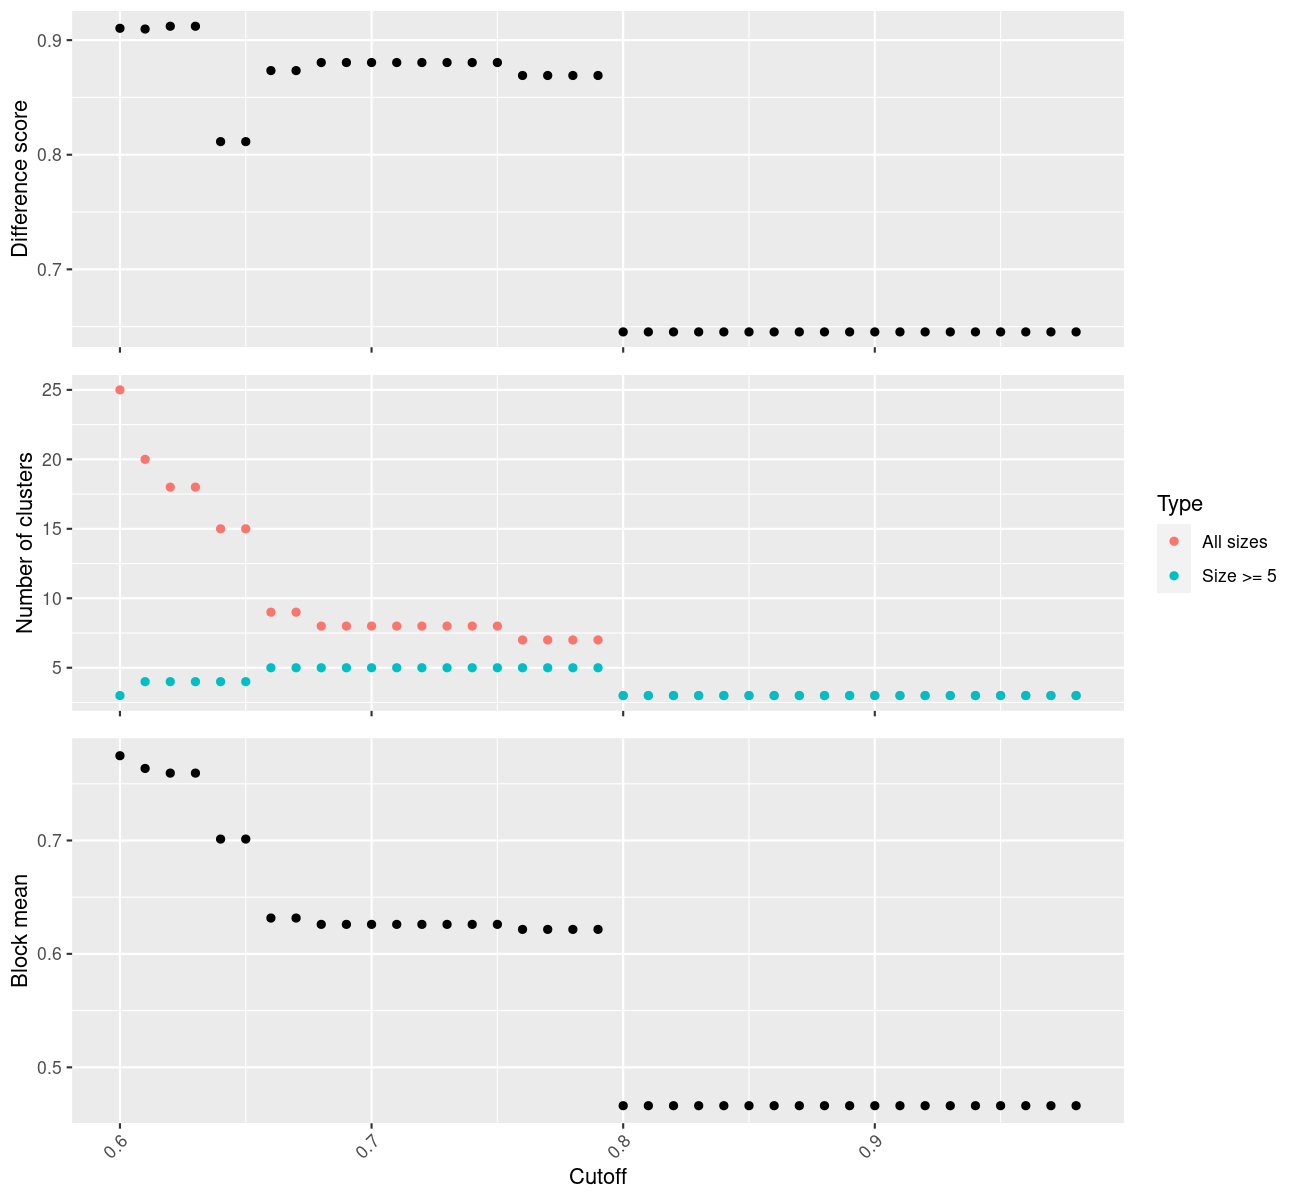 Difference score
0.9
0.8
0.7
Number of clusters
25
20
15
10
5
Type
All sizes
Size >= 5
Block mean
0.7
0.6
0.5
0.6
0.7
0.8
0.9
Cutoff